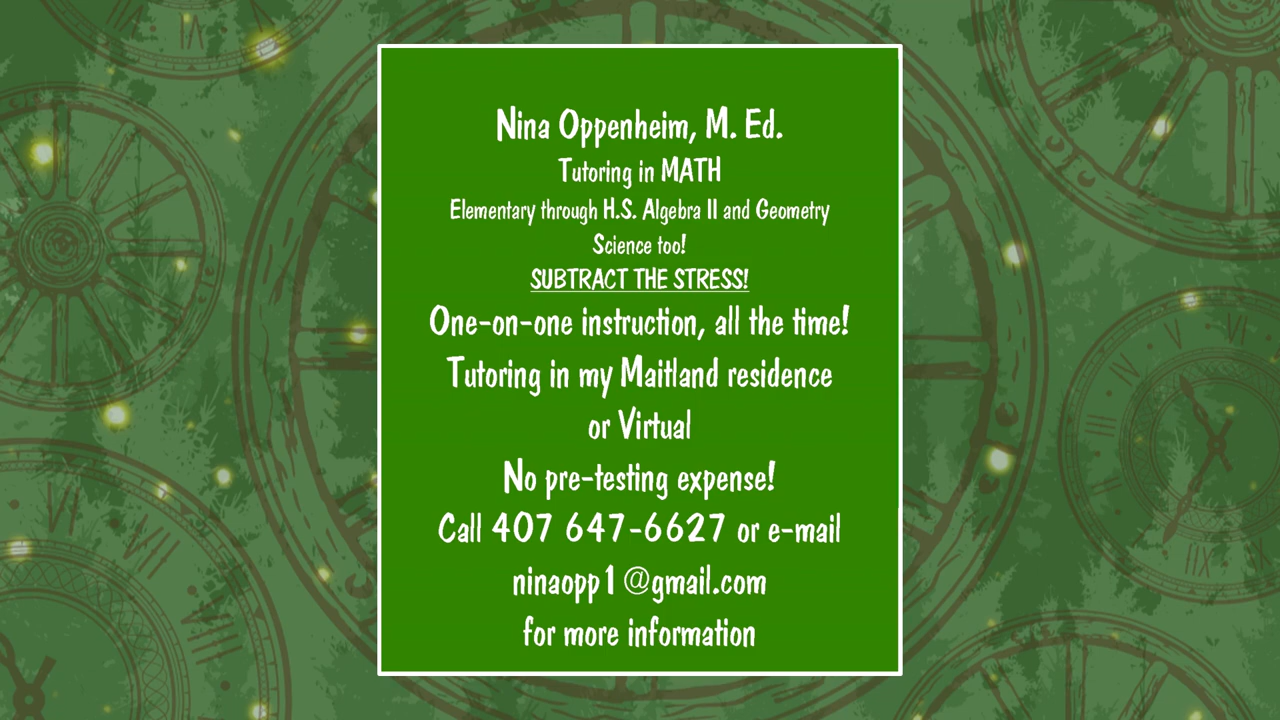 Nina Oppenheim, M. Ed.
Tutoring in MATH
Elementary through H.S. Algebra II and Geometry
Science too!
SUBTRACT THE STRESS!
One-on-one instruction, all the time!
Tutoring in my Maitland residence
or Virtual
No pre-testing expense!
Call 407 647-6627 or e-mail
ninaopp1@gmail.com
for more information